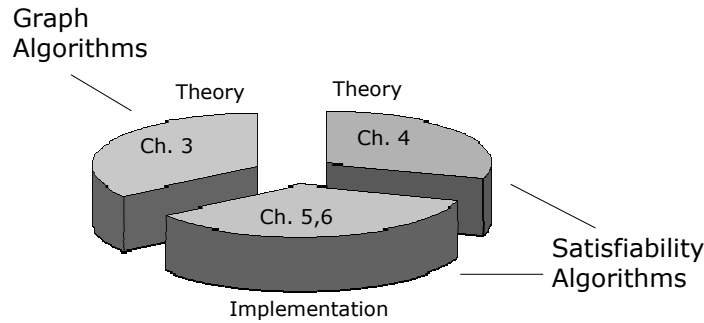 Graph
Algorithms
Theory
Theory
Ch. 3
Ch. 4
Ch. 5,6
Satisfiability
Algorithms
Implementation